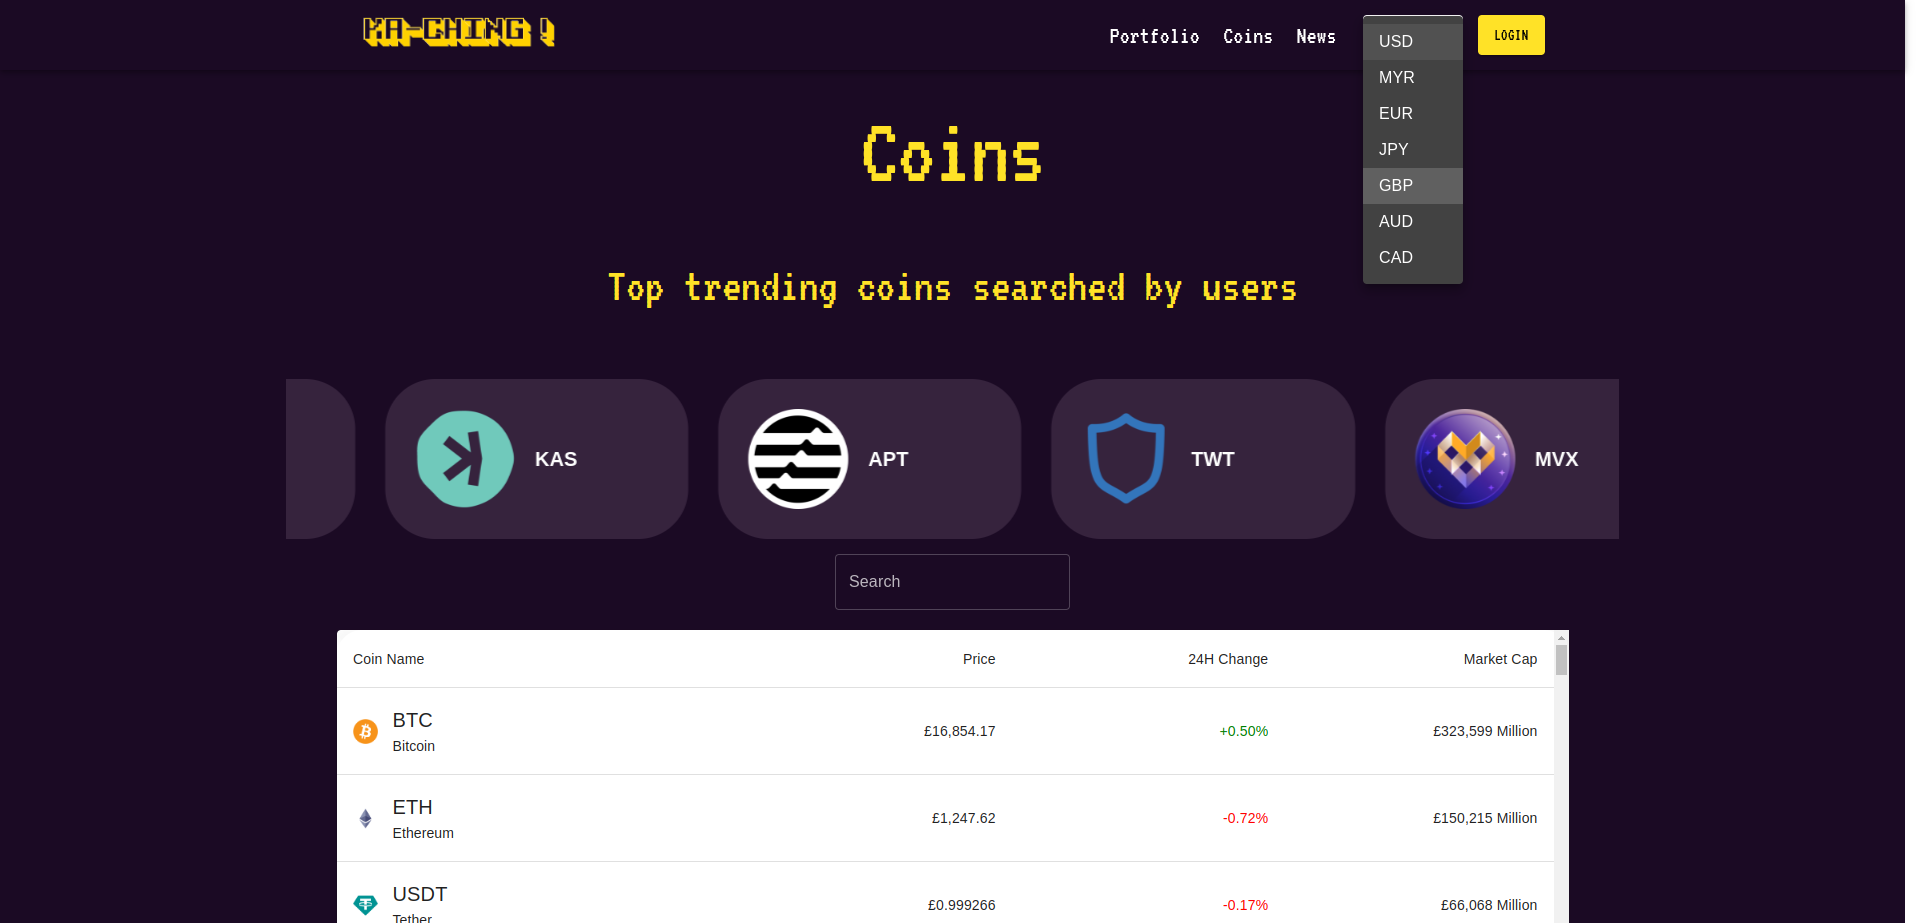 KA-CHING!
Portfolio
Coins
News
USD
MYR
EUR
JPY
GBP
AUD
CAD
LOGIN
Coins
Top trending coins searched by users
KAS
APT
TWT
MVX
Search
Coin Name Price 24H Change Market Cap
BTC
Bitcoin
£16,854.17 +0.50% £323,599 Million
ETH
Ethereum
£1,247.62 -0.72% £150,215 Million
USDT
Tether
£0.999266 -0.17% £66,068 Million